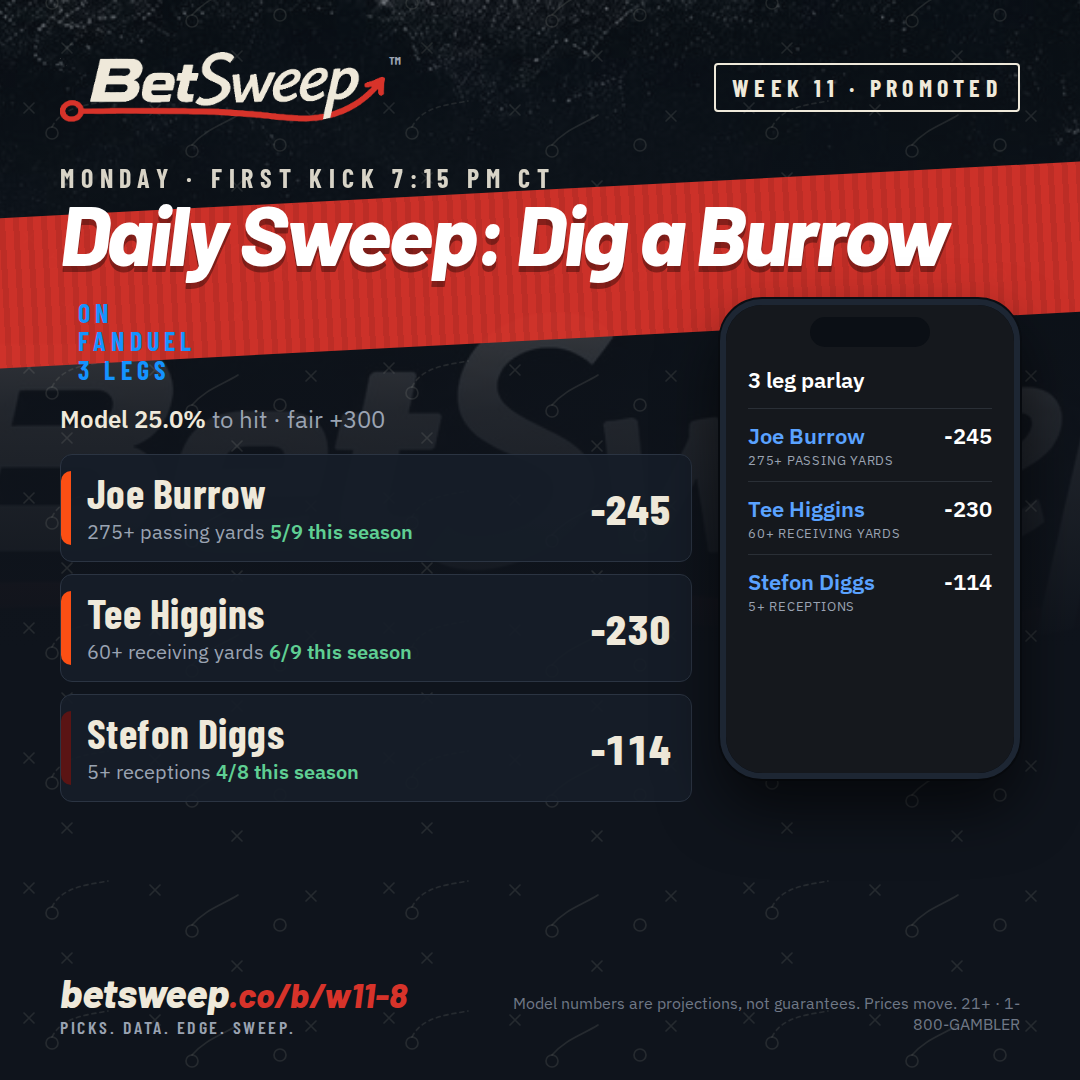 BetSweep™
WEEK 11 · PROMOTED
MONDAY · FIRST KICK 7:15 PM CT
Daily Sweep: Dig a Burrow
ON
FANDUEL
3 LEGS
Model 25.0% to hit · fair +300
Joe Burrow
275+ passing yards 5/9 this season
-245
Tee Higgins
60+ receiving yards 6/9 this season
-230
Stefon Diggs
5+ receptions 4/8 this season
-114
3 leg parlay
Joe Burrow -245
275+ PASSING YARDS
Tee Higgins -230
60+ RECEIVING YARDS
Stefon Diggs -114
5+ RECEPTIONS
betsweep.co/b/w11-8
PICKS. DATA. EDGE. SWEEP.
Model numbers are projections, not guarantees. Prices move. 21+ · 1-
800-GAMBLER